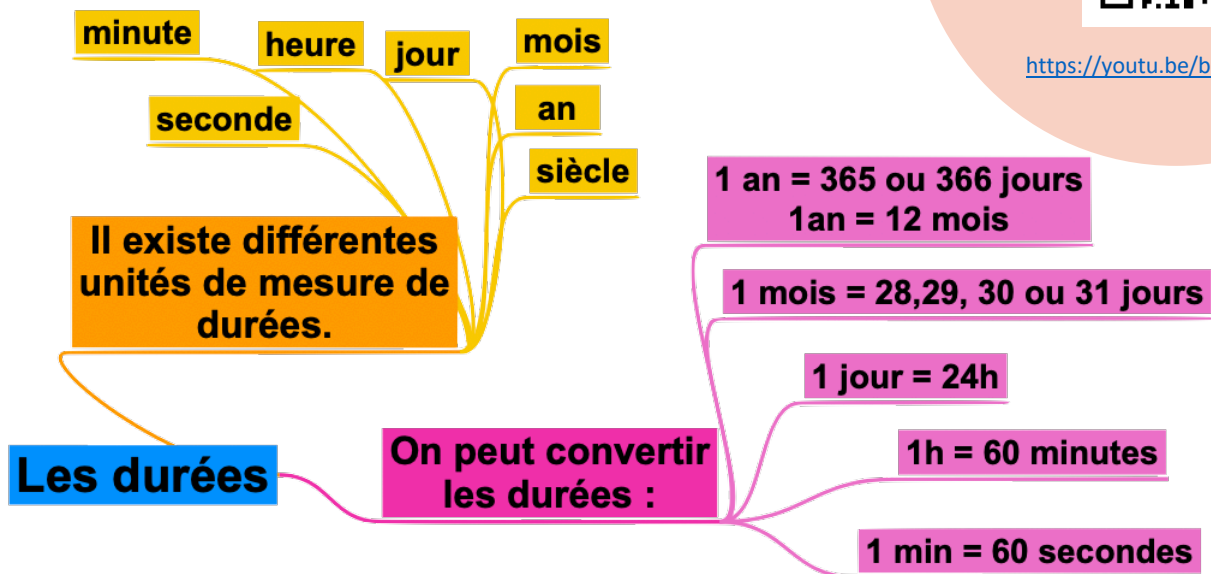 minute
heure
jour
mois
seconde
an
siècle
https://youtu.be/b
Il existe différentes
unités de mesure de
durées.
1 an = 365 ou 366 jours
1an = 12 mois
1 mois = 28,29, 30 ou 31 jours
1 jour = 24h
Les durées
On peut convertir
les durées :
1h = 60 minutes
1 min = 60 secondes